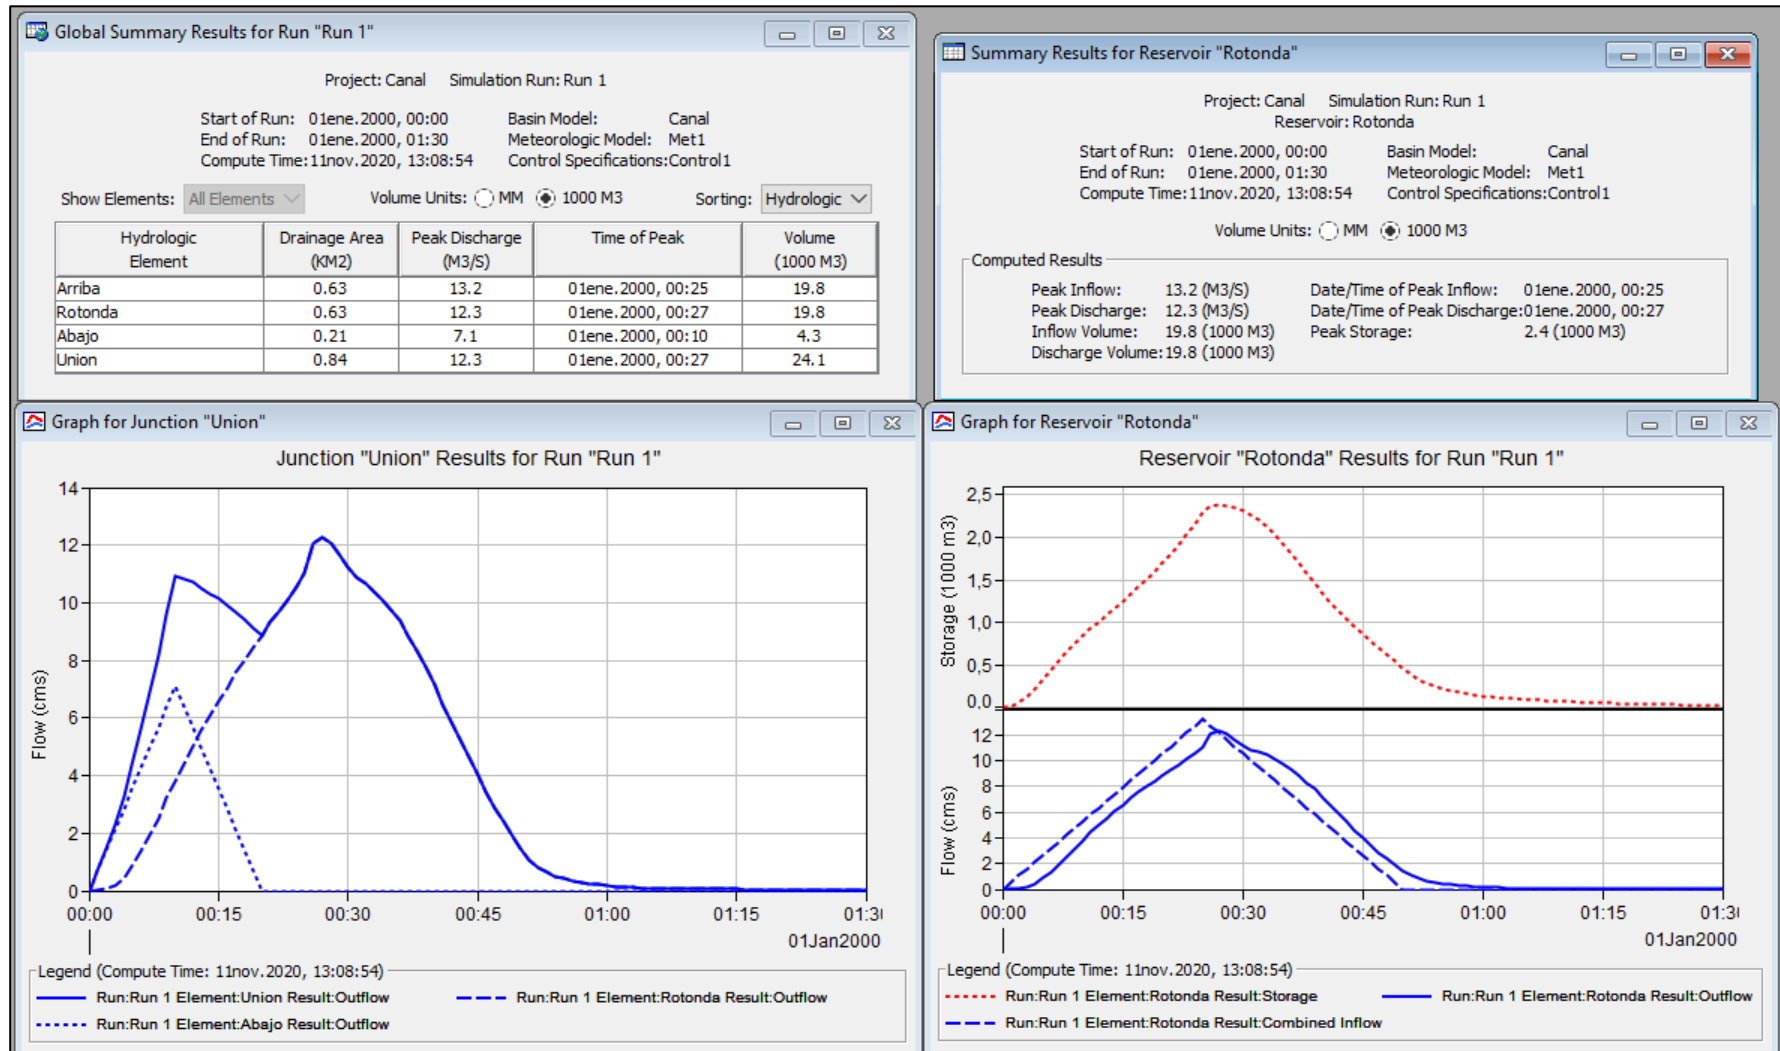 Global Summary Results for Run "Run 1"
Project: Canal Simulation Run: Run 1
Start of Run: 01ene.2000, 00:00 Basin Model: Canal
End of Run: 01ene.2000, 01:30 Meteorologic Model: Met1
Compute Time:11nov.2020, 13:08:54 Control Specifications:Control1
Show Elements: All Elements Volume Units: MM 1000 M3 Sorting: Hydrologic
Hydrologic Element Drainage Area (KM2) Peak Discharge (M3/S) Time of Peak Volume (1000 M3)
Arriba 0.63 13.2 01ene.2000, 00:25 19.8
Rotonda 0.63 12.3 01ene.2000, 00:27 19.8
Abajo 0.21 7.1 01ene.2000, 00:10 4.3
Union 0.84 12.3 01ene.2000, 00:27 24.1
Summary Results for Reservoir "Rotonda"
Project: Canal Simulation Run: Run 1
Reservoir: Rotonda
Start of Run: 01ene.2000, 00:00 Basin Model: Canal
End of Run: 01ene.2000, 01:30 Meteorologic Model: Met1
Compute Time:11nov.2020, 13:08:54 Control Specifications:Control1
Volume Units: MM 1000 M3
Computed Results
Peak Inflow: 13.2 (M3/S) Date/Time of Peak Inflow: 01ene.2000, 00:25
Peak Discharge: 12.3 (M3/S) Date/Time of Peak Discharge:01ene.2000, 00:27
Inflow Volume: 19.8 (1000 M3) Peak Storage: 2.4 (1000 M3)
Discharge Volume:19.8 (1000 M3)
Graph for Junction "Union"
Junction "Union" Results for Run "Run 1"
14
12
10
8
6
4
2
0
Flow (cms)
00:00 00:15 00:30 00:45 01:00 01:15 01:3
01Jan2000
Legend (Compute Time: 11nov.2020, 13:08:54)
Run:Run 1 Element:Union Result:Outflow Run:Run 1 Element:Rotonda Result:Outflow
Run:Run 1 Element:Abajo Result:Outflow
Graph for Reservoir "Rotonda"
Reservoir "Rotonda" Results for Run "Run 1"
2,5
2,0
1,5
1,0
0,5
0,0
Storage (1000 m3)
12
10
8
6
4
2
0
Flow (cms)
00:00 00:15 00:30 00:45 01:00 01:15 01:3
01Jan2000
Legend (Compute Time: 11nov.2020, 13:08:54)
Run:Run 1 Element:Rotonda Result:Storage Run:Run 1 Element:Rotonda Result:Outflow
Run:Run 1 Element:Rotonda Result:Combined Inflow